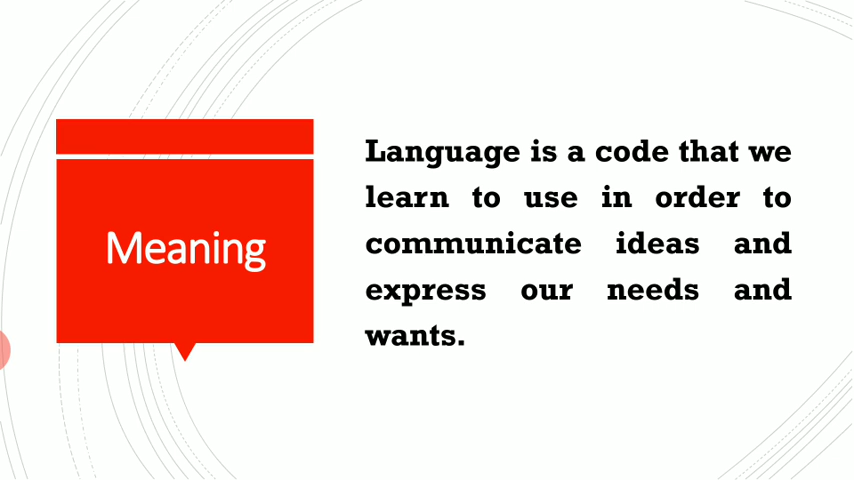 Meaning
Language is a code that we
learn to use in order to
communicate ideas and
express our needs and
wants.